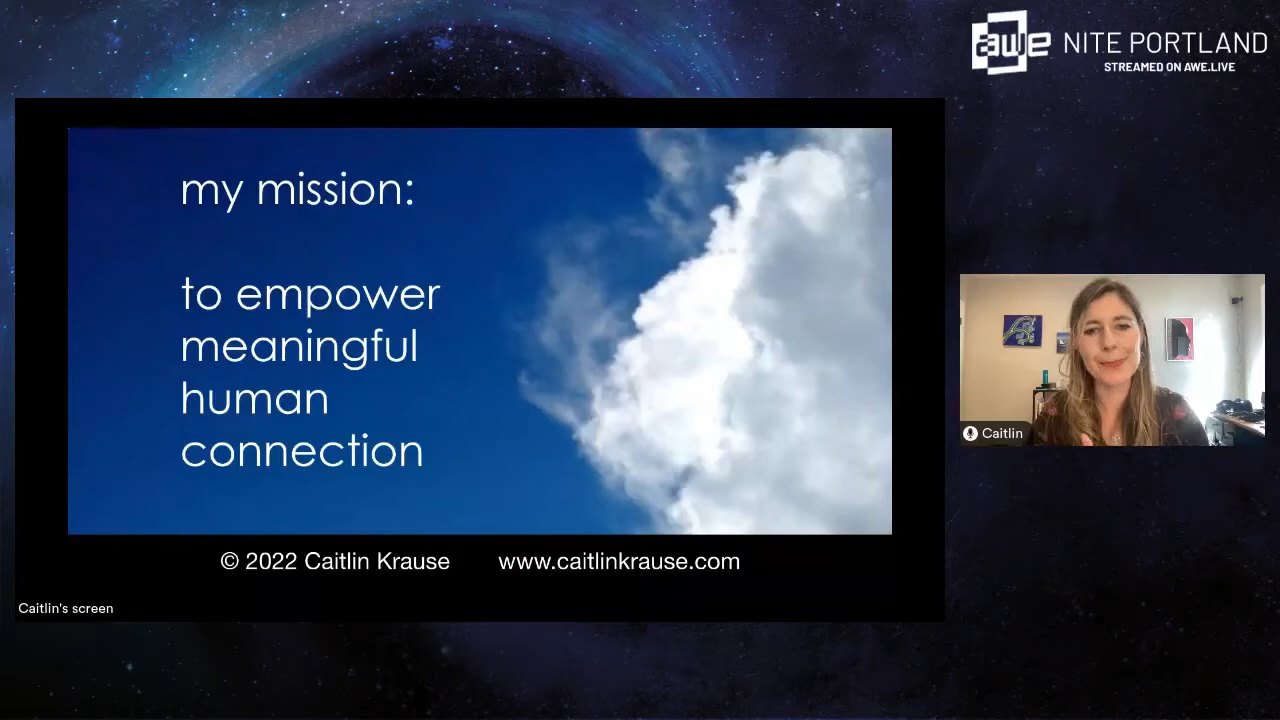 awe NITE PORTLAND
STREAMED ON AWE.LIVE
my mission:
to empower
meaningful
human
connection
© 2022 Caitlin Krause www.caitlinkrause.com
Caitlin's screen
Caitlin